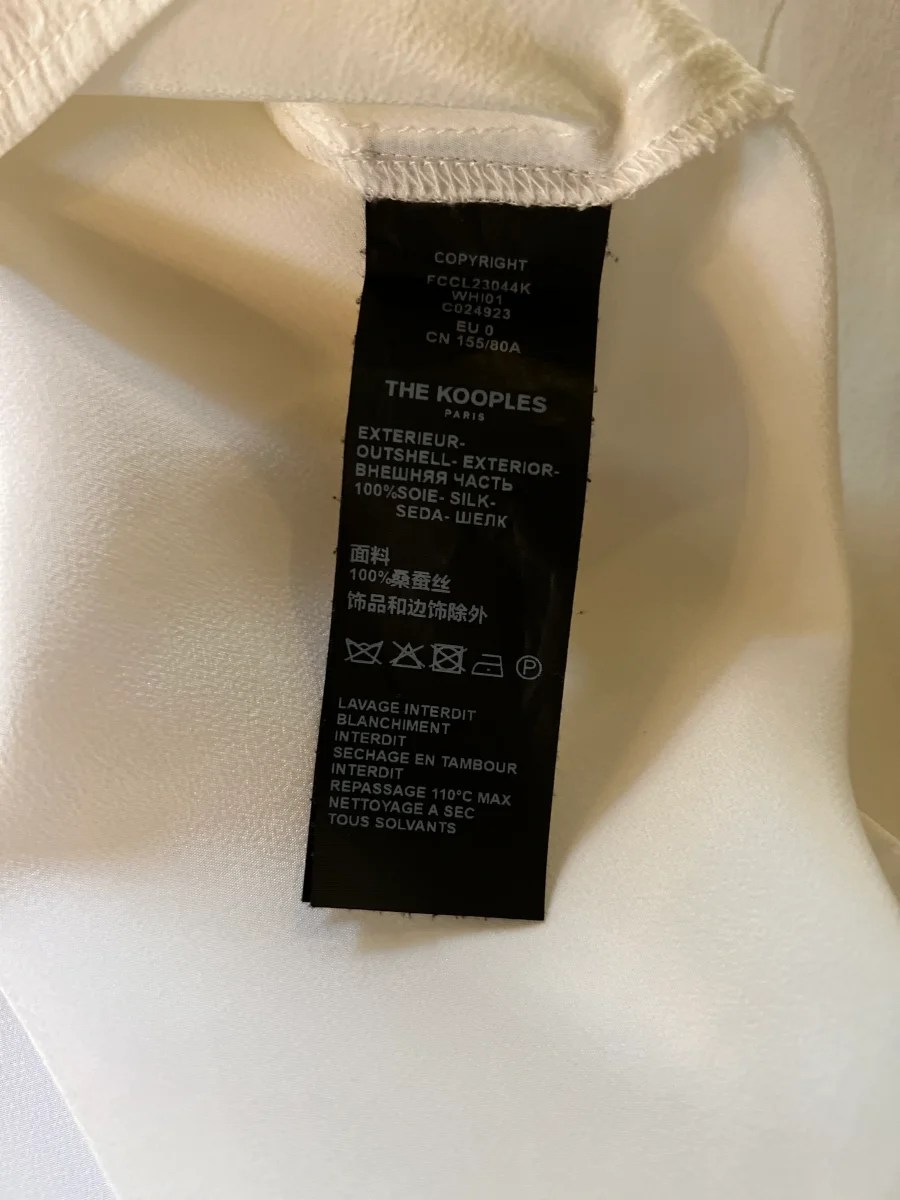 COPYRIGHT
FCCL23044K
WHI01
C024923
EU 0
CN 155/80A
THE KOOPLES
PARIS
EXTERIEUR-
OUTSHELL- EXTERIOR-
ВНЕШНЯЯ ЧАСТЬ
100%SOIE- SILK-
SEDA- ШЕЛК
面料
100%桑蚕丝
饰品和边饰除外
P
LAVAGE INTERDIT
BLANCHIMENT
INTERDIT
SECHAGE EN TAMBOUR
INTERDIT
REPASSAGE 110°C MAX
NETTOYAGE A SEC
TOUS SOLVANTS